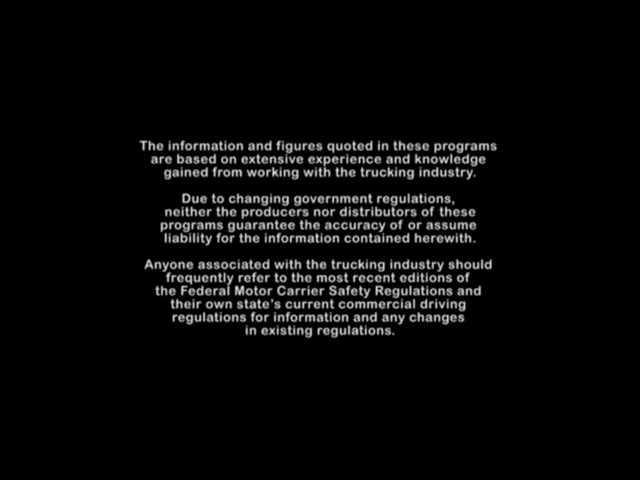 The information and figures quoted in these programs
are based on extensive experience and knowledge
gained from working with the trucking industry.
Due to changing government regulations,
neither the producers nor distributors of these
programs guarantee the accuracy of or assume
liability for the information contained herewith.
Anyone associated with the trucking industry should
frequently refer to the most recent editions of
the Federal Motor Carrier Safety Regulations and
their own state's current commercial driving
regulations for information and any changes
in existing regulations.